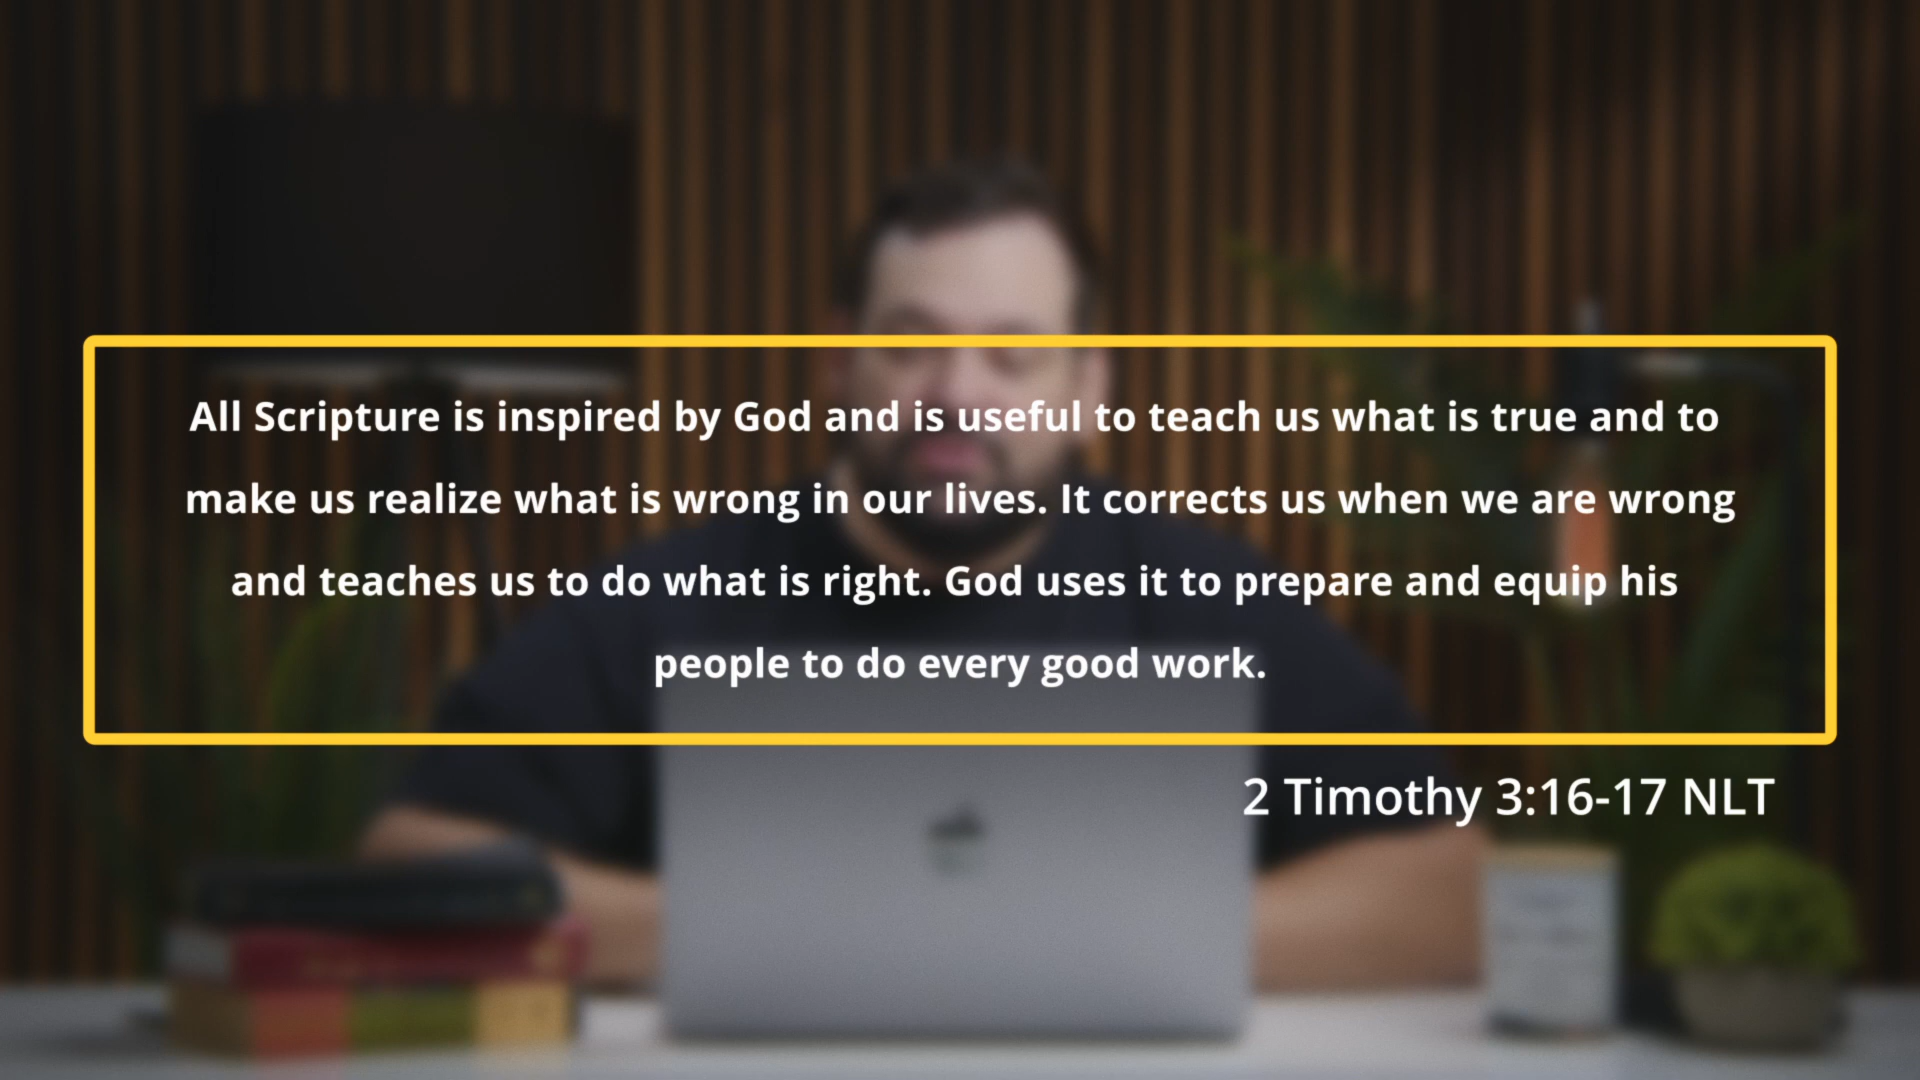 All Scripture is inspired by God and is useful to teach us what is true and to
make us realize what is wrong in our lives. It corrects us when we are wrong
and teaches us to do what is right. God uses it to prepare and equip his
people to do every good work.
2 Timothy 3:16-17 NLT